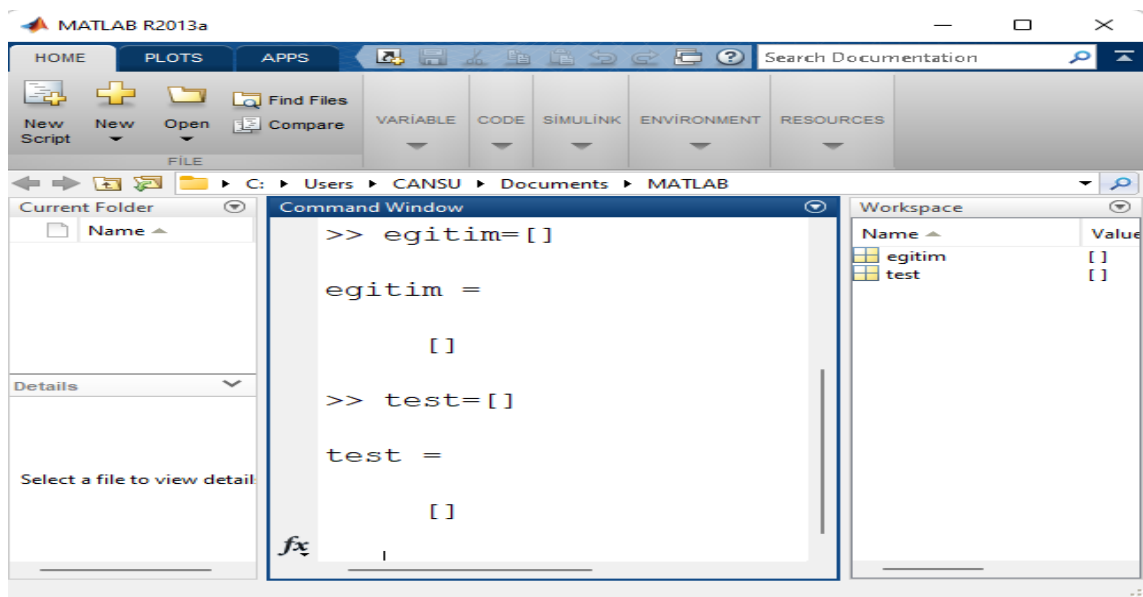 MATLAB R2013a
HOME PLOTS APPS Search Documentation
New Script
New
Open
Find Files
Compare
FİLE
VARİABLE
CODE
SİMULİNK
ENVİRONMENT
RESOURCES
C: Users CANSU Documents MATLAB
Current Folder
Name
Details
Select a file to view detail
Command Window
>> egitim=[]
egitim =
[]
>> test=[]
test =
[]
fx
Workspace
Name Value
egitim []
test []